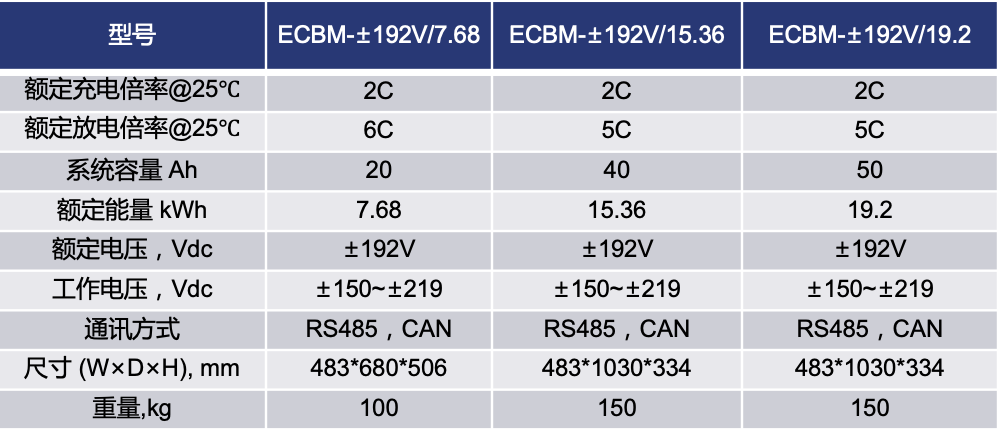 型号 ECBM-±192V/7.68 ECBM-±192V/15.36 ECBM-±192V/19.2
额定充电倍率@25℃ 2C 2C 2C
额定放电倍率@25℃ 6C 5C 5C
系统容量 Ah 20 40 50
额定能量 kWh 7.68 15.36 19.2
额定电压，Vdc ±192V ±192V ±192V
工作电压，Vdc ±150~±219 ±150~±219 ±150~±219
通讯方式 RS485，CAN RS485，CAN RS485，CAN
尺寸 (W×D×H), mm 483*680*506 483*1030*334 483*1030*334
重量,kg 100 150 150